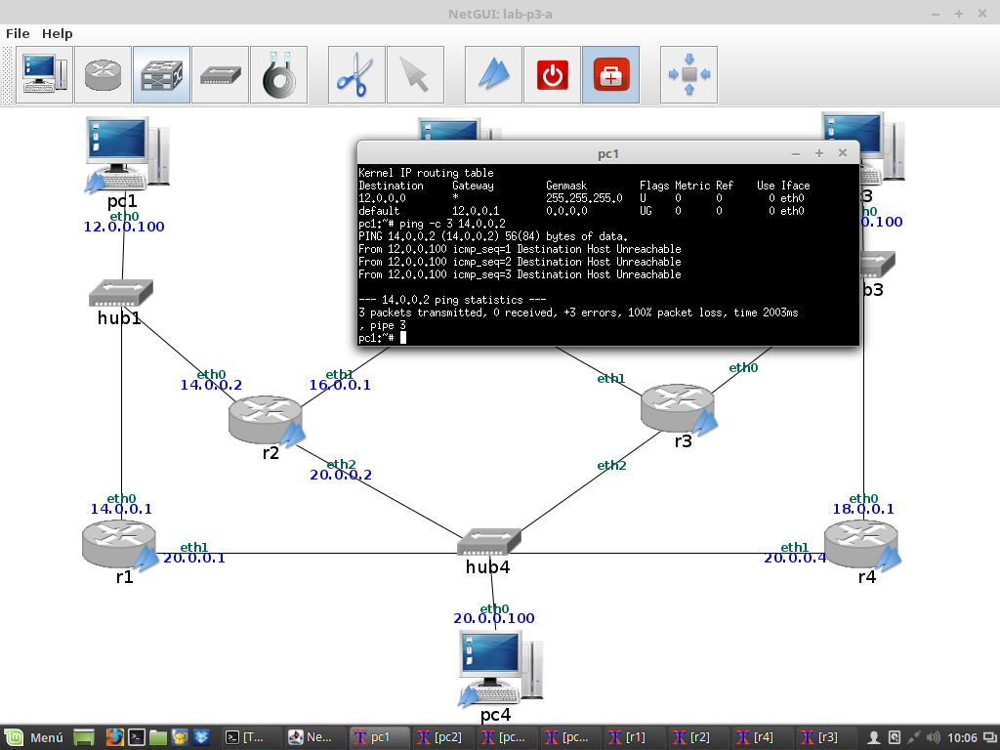 NetGUI: lab-p3-a
File Help
pc1
Kernel IP routing table
Destination Gateway Genmask Flags Metric Ref Use Iface
12.0.0.0 * 255.255.255.0 U 0 0 0 eth0
default 12.0.0.1 0.0.0.0 UG 0 0 0 eth0
pc1:~# ping -c 3 14.0.0.2
PING 14.0.0.2 (14.0.0.2) 56(84) bytes of data.
From 12.0.0.100 icmp_seq=1 Destination Host Unreachable
From 12.0.0.100 icmp_seq=2 Destination Host Unreachable
From 12.0.0.100 icmp_seq=3 Destination Host Unreachable
--- 14.0.0.2 ping statistics ---
3 packets transmitted, 0 received, +3 errors, 100% packet loss, time 2003ms
, pipe 3
pc1:~#
pc1
eth0
12.0.0.100
3
h0
0.100
hub1
b3
eth0
14.0.0.2
eth1
16.0.0.1
eth1
eth0
r2
r3
eth2
20.0.0.2
eth2
eth0
14.0.0.1
eth0
18.0.0.1
eth1
20.0.0.1
eth1
20.0.0.4
hub4
r1
r4
eth0
20.0.0.100
pc4
Menú [T... Ne... pc1 [pc2] [pc... [pc... [r1] [r2] [r4] [r3] 10:06